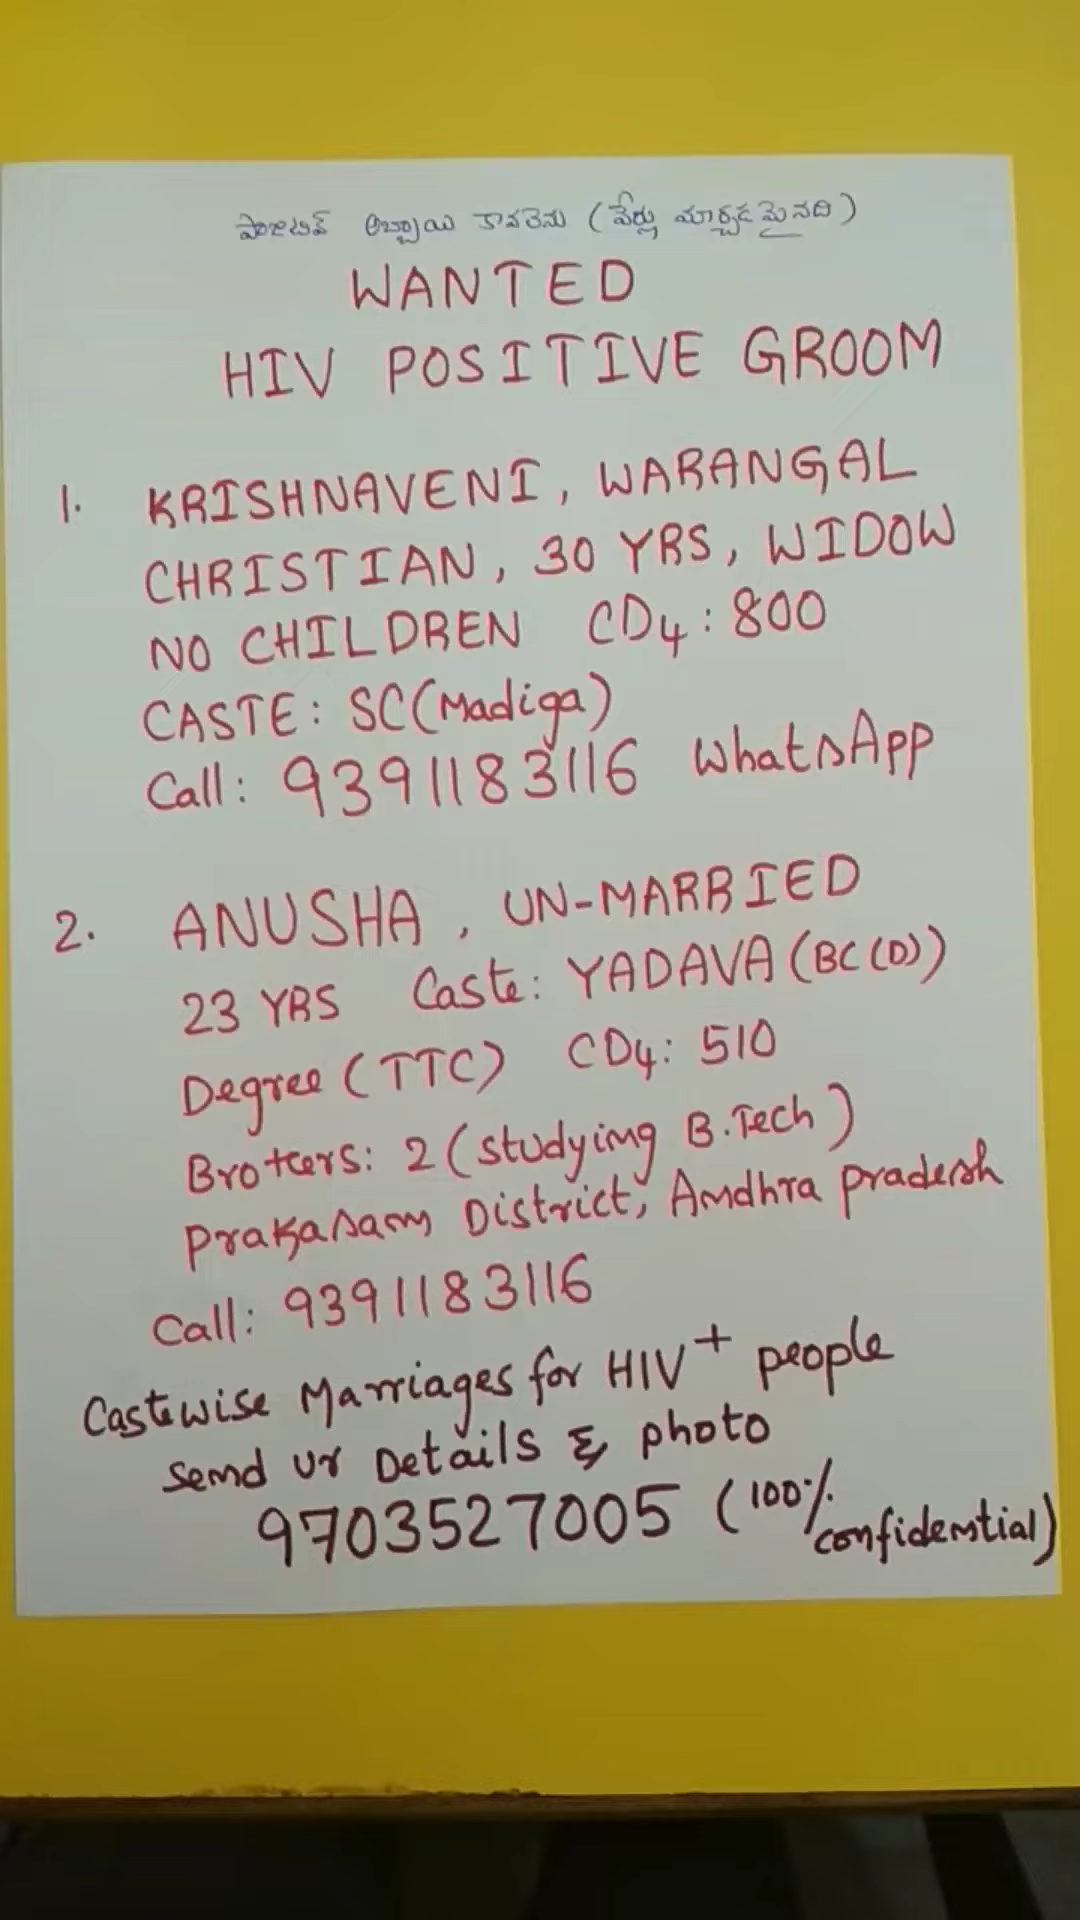 పాజిటివ్ అబ్బాయి కావలెను (పేర్లు మార్చడమైనది)
WANTED
HIV POSITIVE GROOM
1. KRISHNAVENI, WARANGAL
CHRISTIAN, 30 YRS, WIDOW
NO CHILDREN CD4: 800
CASTE: SC(Madiga)
Call: 9391183116 WhatsApp
2. ANUSHA, UN-MARRIED
23 YRS Caste: YADAVA (BC(D))
Degree (TTC) CD4: 510
Brothers: 2 (studying B.Tech)
Prakasam District, Andhra pradesh
Call: 9391183116
Castewise Marriages for HIV+ people
Send ur Details & photo
9703527005 (100% confidential)